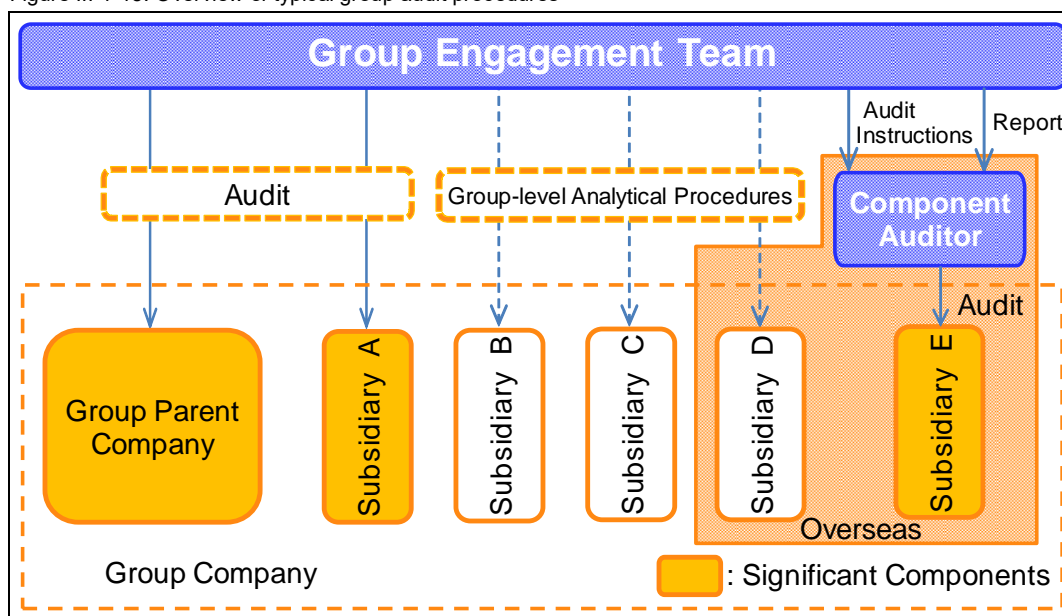 Group Engagement Team
Audit
Instructions
Report
Audit
Group-level Analytical Procedures
Component
Auditor
Audit
Group Parent
Company
Subsidiary A
Subsidiary B
Subsidiary C
Subsidiary D
Subsidiary E
Overseas
Group Company
: Significant Components